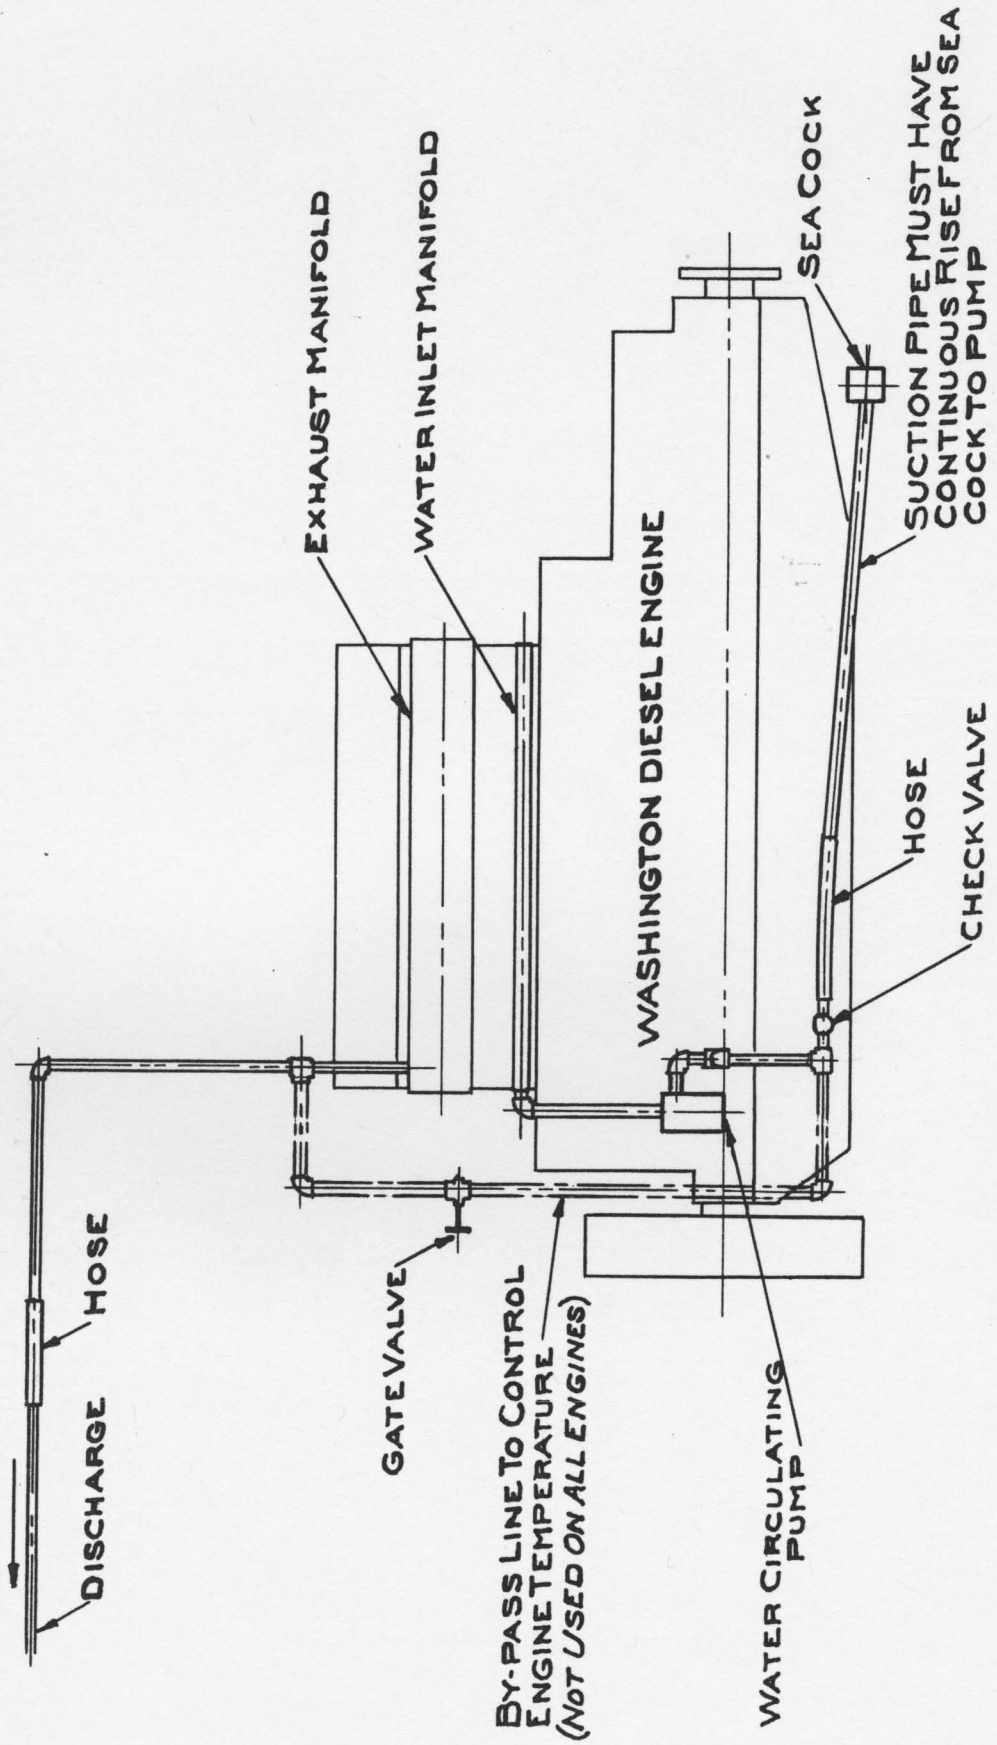 DISCHARGE
HOSE
EXHAUST MANIFOLD
WATER INLET MANIFOLD
GATE VALVE
BY-PASS LINE TO CONTROL
ENGINE TEMPERATURE
(NOT USED ON ALL ENGINES)
WASHINGTON DIESEL ENGINE
WATER CIRCULATING
PUMP
SEA COCK
HOSE
CHECK VALVE
SUCTION PIPE MUST HAVE
CONTINUOUS RISE FROM SEA
COCK TO PUMP